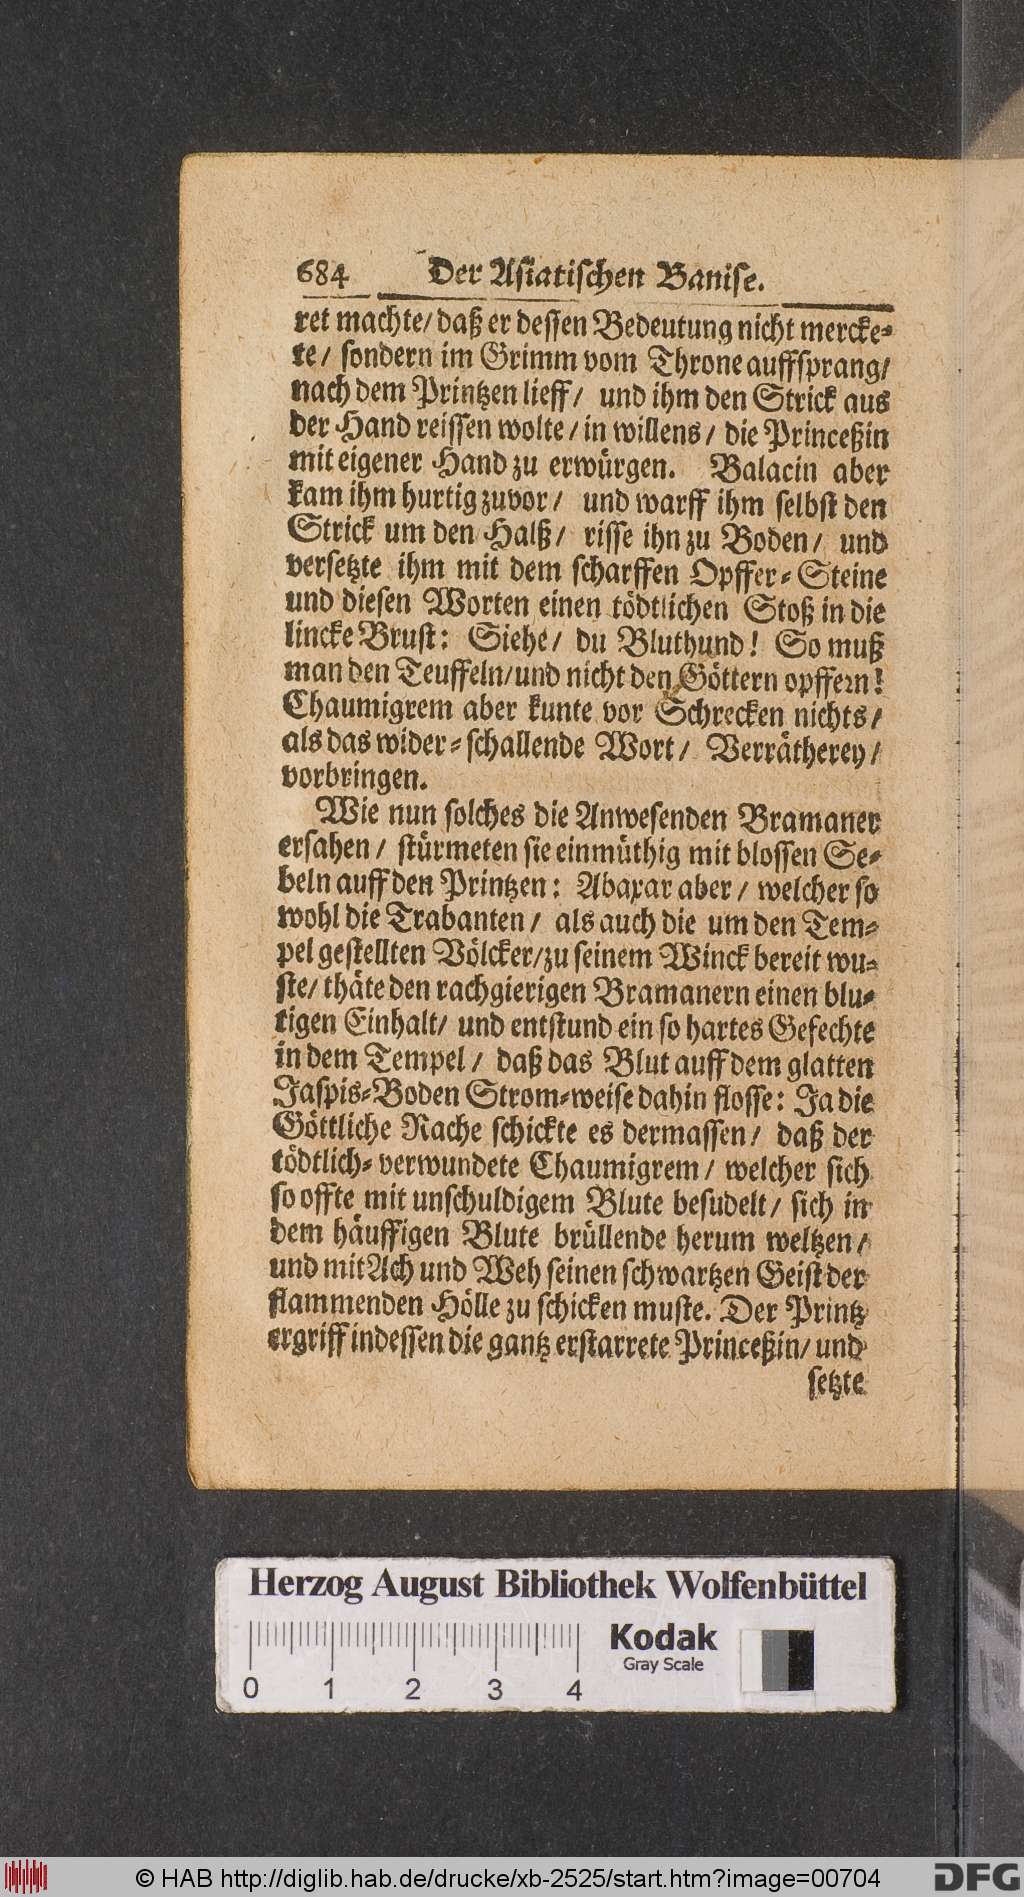 684 Der Asiatischen Banise.
ret machte/ daß er dessen Bedeutung nicht mercke-
te/ sondern im Grimm vom Throne auffsprang/
nach dem Printzen lieff/ und ihm den Strick aus
der Hand reissen wolte/ in willens/ die Princeßin
mit eigener Hand zu erwürgen. Balacin aber
kam ihm hurtig zuvor/ und warff ihm selbst den
Strick um den Halß/ risse ihn zu Boden/ und
versetzte ihm mit dem scharffen Opffer-Steine
und diesen Worten einen tödtlichen Stoß in die
lincke Brust: Siehe/ du Bluthund! So muß
man den Teuffeln/ und nicht den Göttern opffern!
Chaumigrem aber kunte vor Schrecken nichts/
als das wider-schallende Wort/ Verrätherey/
vorbringen.
Wie nun solches die Anwesenden Bramaner
ersahen/ stürmeten sie einmüthig mit blossen Se-
beln auff den Printzen: Abaxar aber/ welcher so
wohl die Trabanten/ als auch die um den Tem-
pel gestellten Völcker/ zu seinem Winck bereit wu-
ste/ thäte den rachgierigen Bramanern einen blu-
tigen Einhalt/ und entstund ein so hartes Gefechte
in dem Tempel/ daß das Blut auff dem glatten
Jaspis-Boden Strom-weise dahin flosse: Ja die
Göttliche Rache schickte es dermassen/ daß der
tödtlich-verwundete Chaumigrem/ welcher sich
so offte mit unschuldigem Blute besudelt/ sich in
dem häuffigen Blute brüllende herum weltzen/
und mit Ach und Weh seinen schwartzen Geist der
flammenden Hölle zu schicken muste. Der Printz
ergriff indessen die gantz erstarrete Princeßin/ und
setzte
Herzog August Bibliothek Wolfenbüttel
0 1 2 3 4
Kodak
Gray Scale
© HAB http://diglib.hab.de/drucke/xb-2525/start.htm?image=00704
DFG